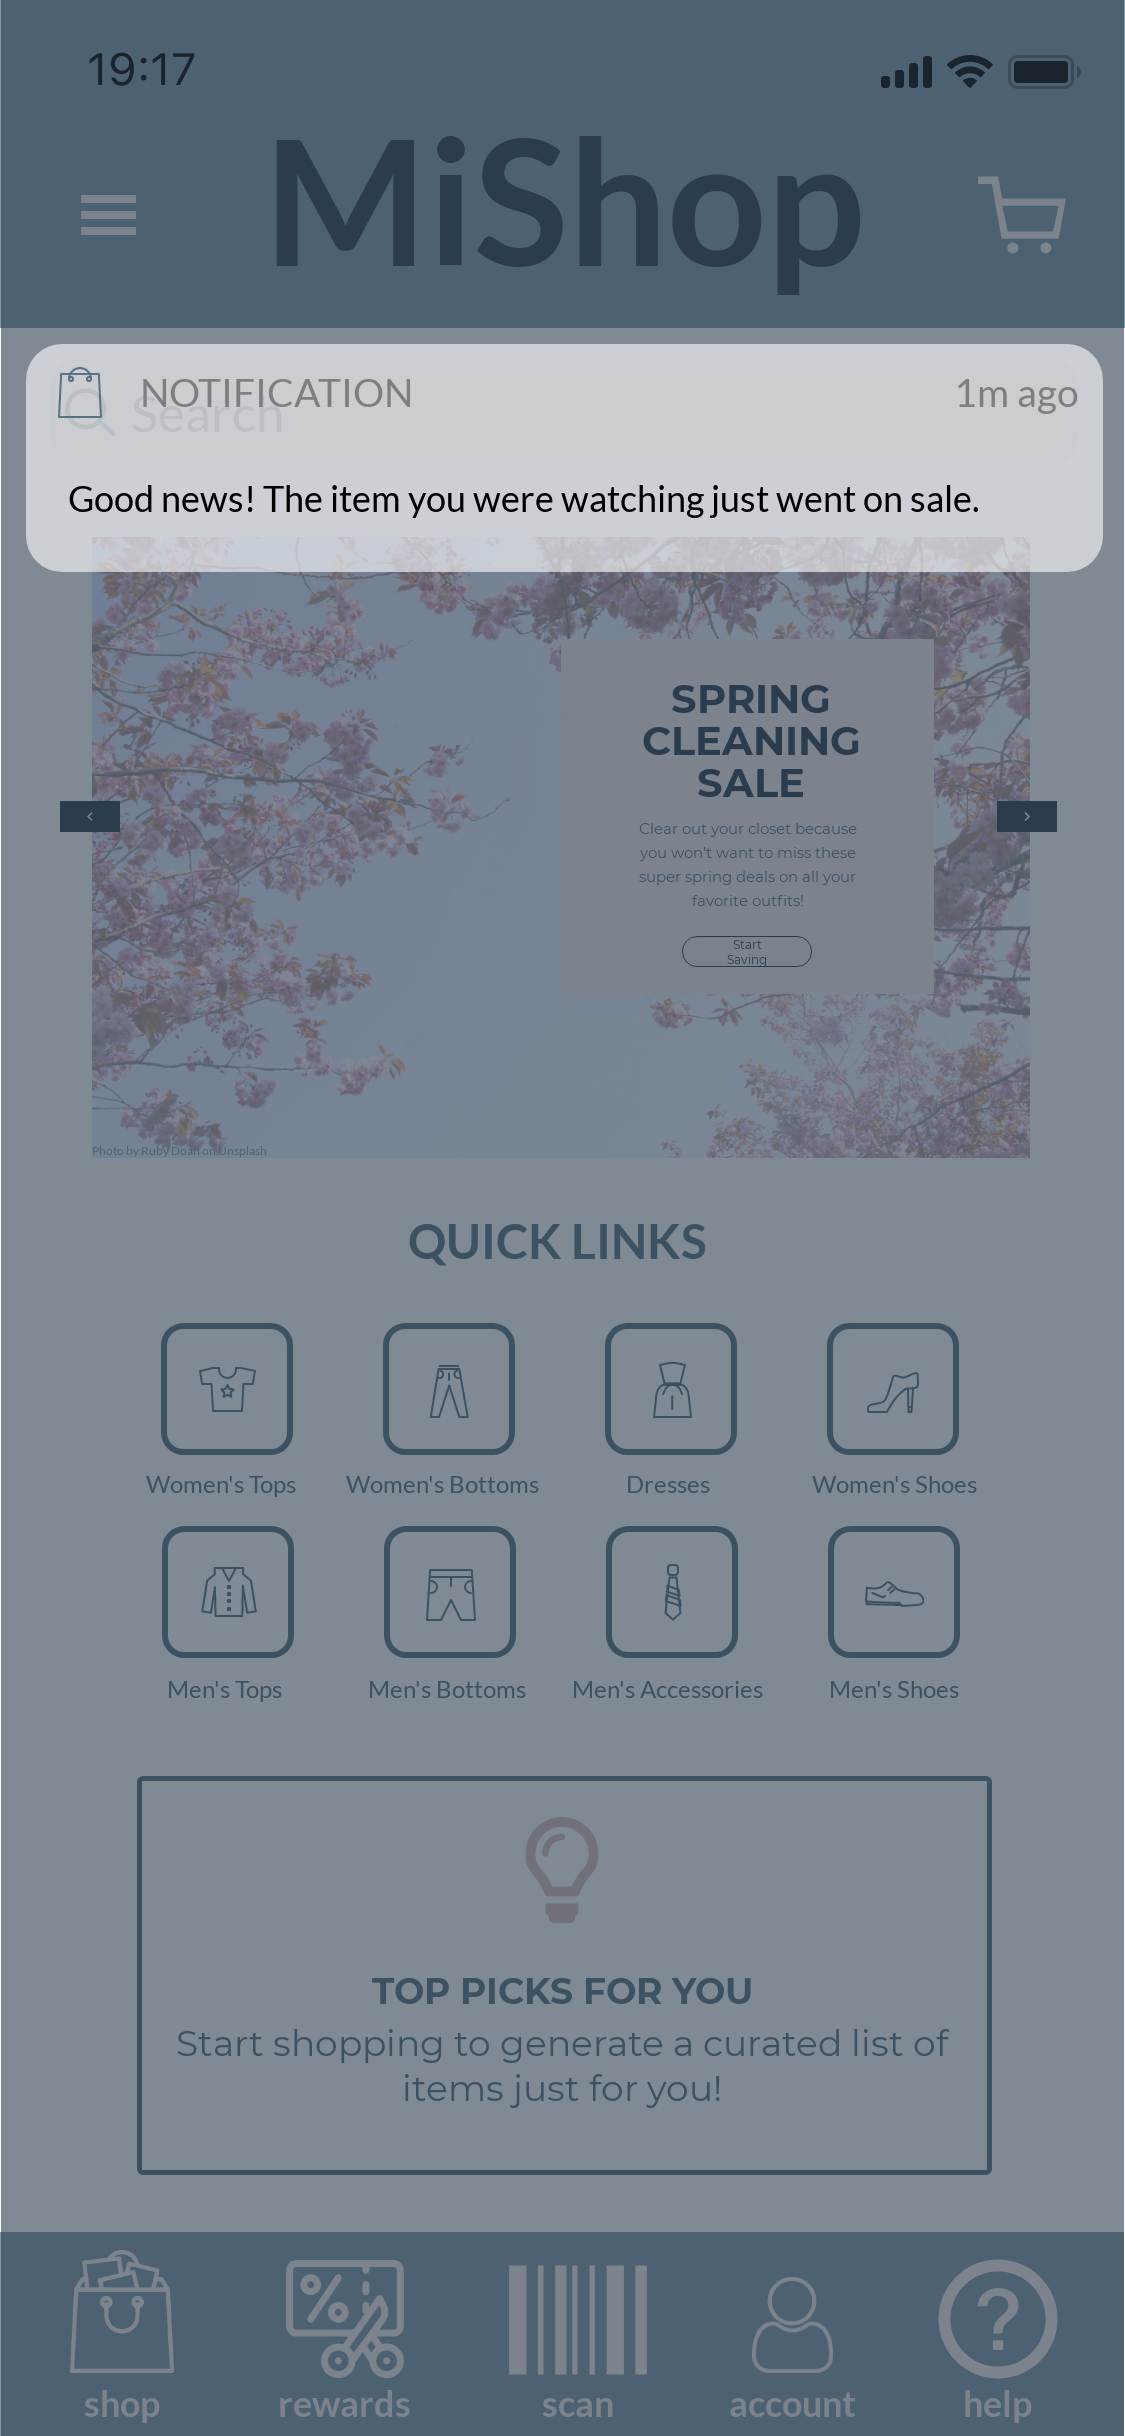 19:17
MiShop
NOTIFICATION
1m ago
Search
Good news! The item you were watching just went on sale.
SPRING
CLEANING
SALE
Clear out your closet because
you won't want to miss these
super spring deals on all your
favorite outfits!
Start
Saving
Photo by Ruby Doan on Unsplash
QUICK LINKS
Women's Tops
Women's Bottoms
Dresses
Women's Shoes
Men's Tops
Men's Bottoms
Men's Accessories
Men's Shoes
TOP PICKS FOR YOU
Start shopping to generate a curated list of
items just for you!
shop
rewards
scan
account
help